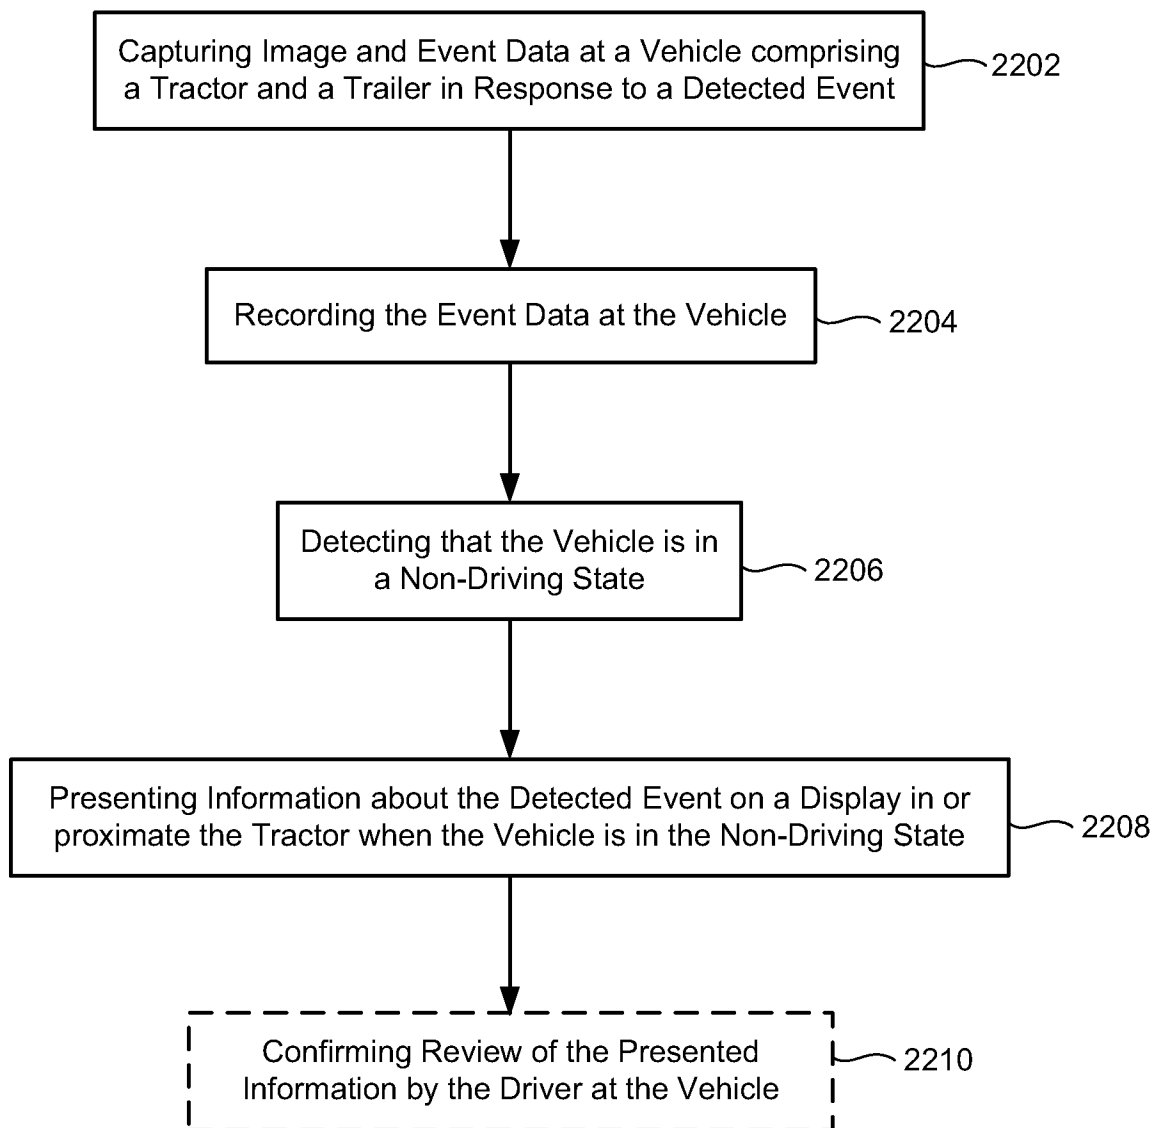 Capturing Image and Event Data at a Vehicle comprising
a Tractor and a Trailer in Response to a Detected Event
2202
Recording the Event Data at the Vehicle
2204
Detecting that the Vehicle is in
a Non-Driving State
2206
Presenting Information about the Detected Event on a Display in or
proximate the Tractor when the Vehicle is in the Non-Driving State
2208
Confirming Review of the Presented
Information by the Driver at the Vehicle
2210